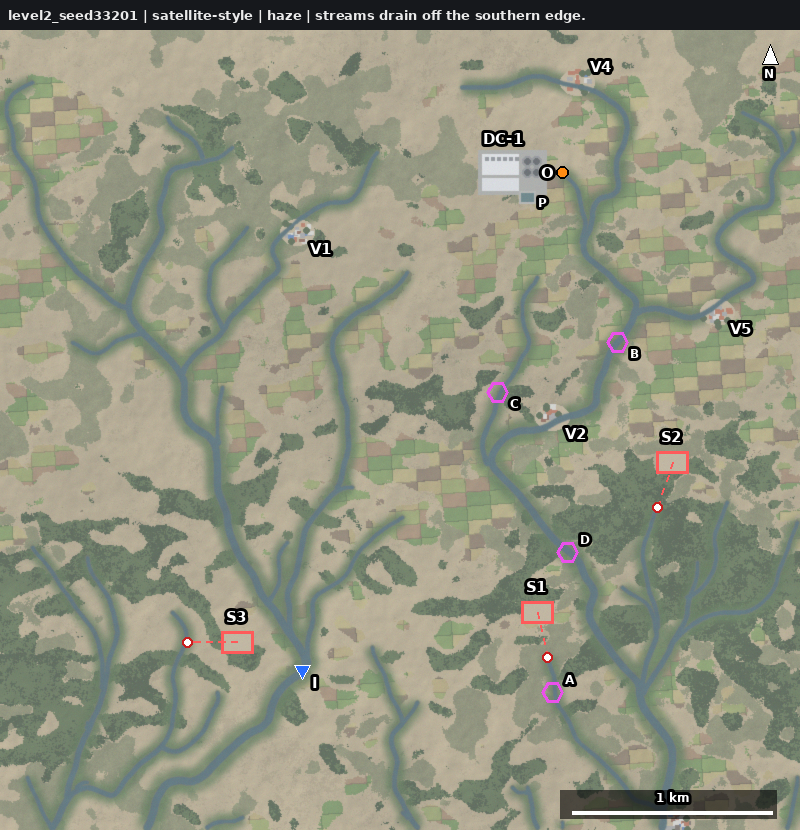 level2_seed33201 | satellite-style | haze | streams drain off the southern edge.
N
V4
DC-1
O
P
V1
V5
B
C
V2
S2
D
S1
S3
A
I
1 km